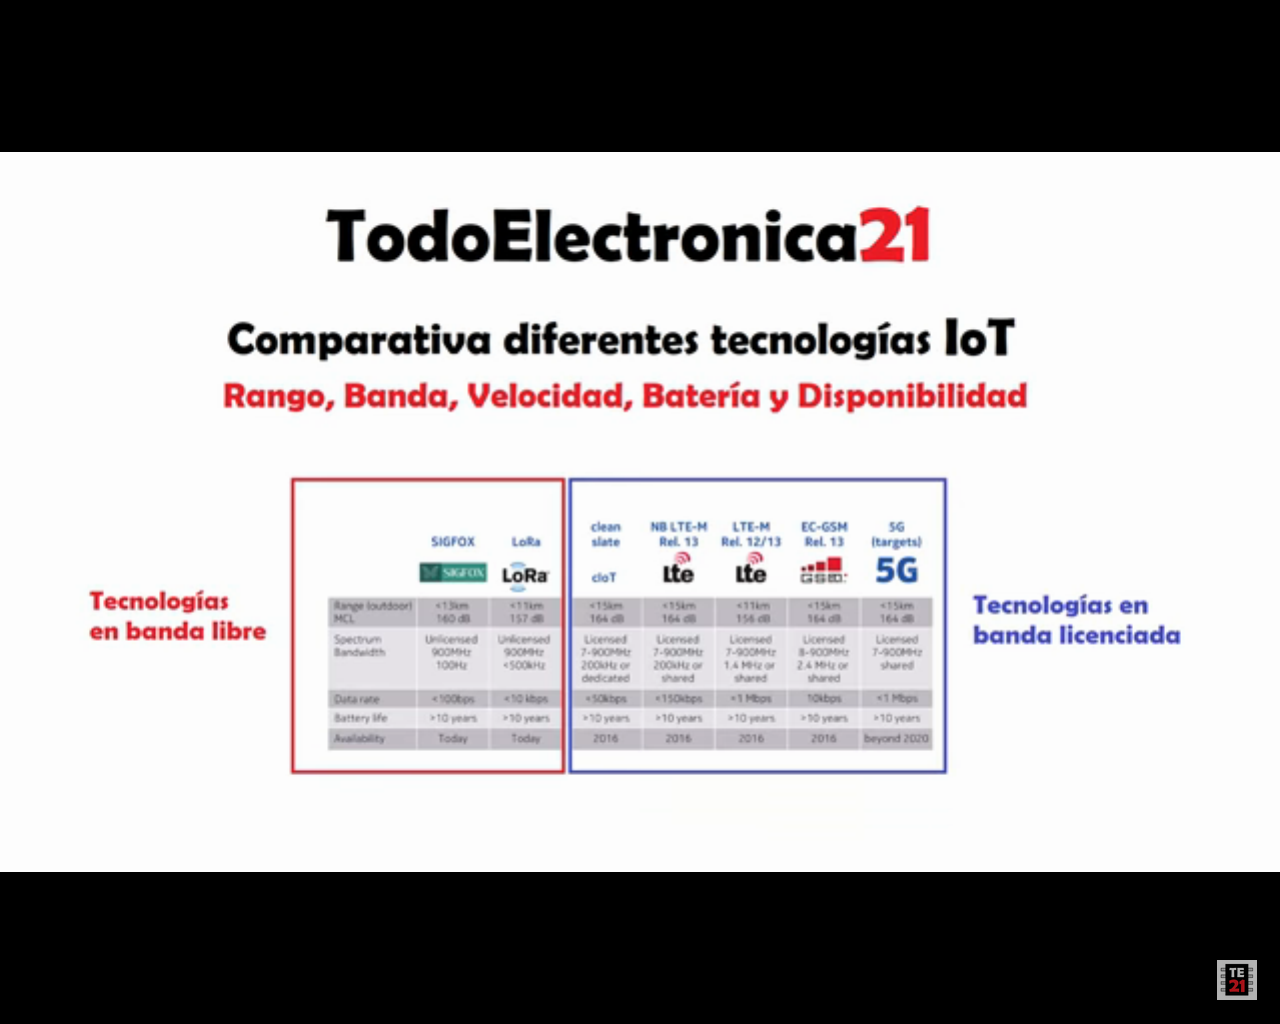 TodoElectronica21
Comparativa diferentes tecnologías IoT
Rango, Banda, Velocidad, Batería y Disponibilidad
Tecnologías
en banda libre
SIGFOX LoRa clean slate cIoT NB LTE-M Rel. 13 LTE-M Rel. 12/13 EC-GSM Rel. 13 5G (targets)
SIGFOX LoRa Lte Lte GSM 5G
Range (outdoor) <13km <11km <15km <15km <11km <15km <15km
MCL 160 dB 157 dB 164 dB 164 dB 156 dB 164 dB 164 dB
Spectrum Unlicensed Unlicensed Licensed Licensed Licensed Licensed Licensed
Bandwidth 900MHz 900MHz 7-900MHz 7-900MHz 7-900MHz 8-900MHz 7-900MHz
100Hz <500kHz 200kHz or 200kHz or 1.4 MHz or 2.4 MHz or shared
dedicated shared shared shared
Data rate <100bps <10 kbps <50kbps <150kbps <1 Mbps 10kbps <1 Mbps
Battery life >10 years >10 years >10 years >10 years >10 years >10 years >10 years
Availability Today Today 2016 2016 2016 2016 beyond 2020
Tecnologías en
banda licenciada
TE
21